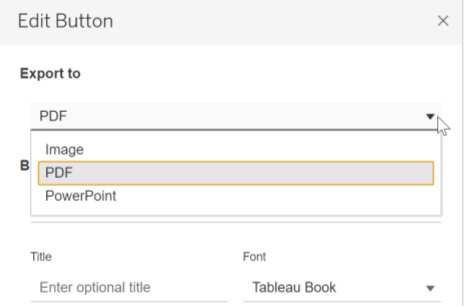 Edit Button
Export to
PDF
Image
B
PDF
PowerPoint
Title Font
Enter optional title Tableau Book